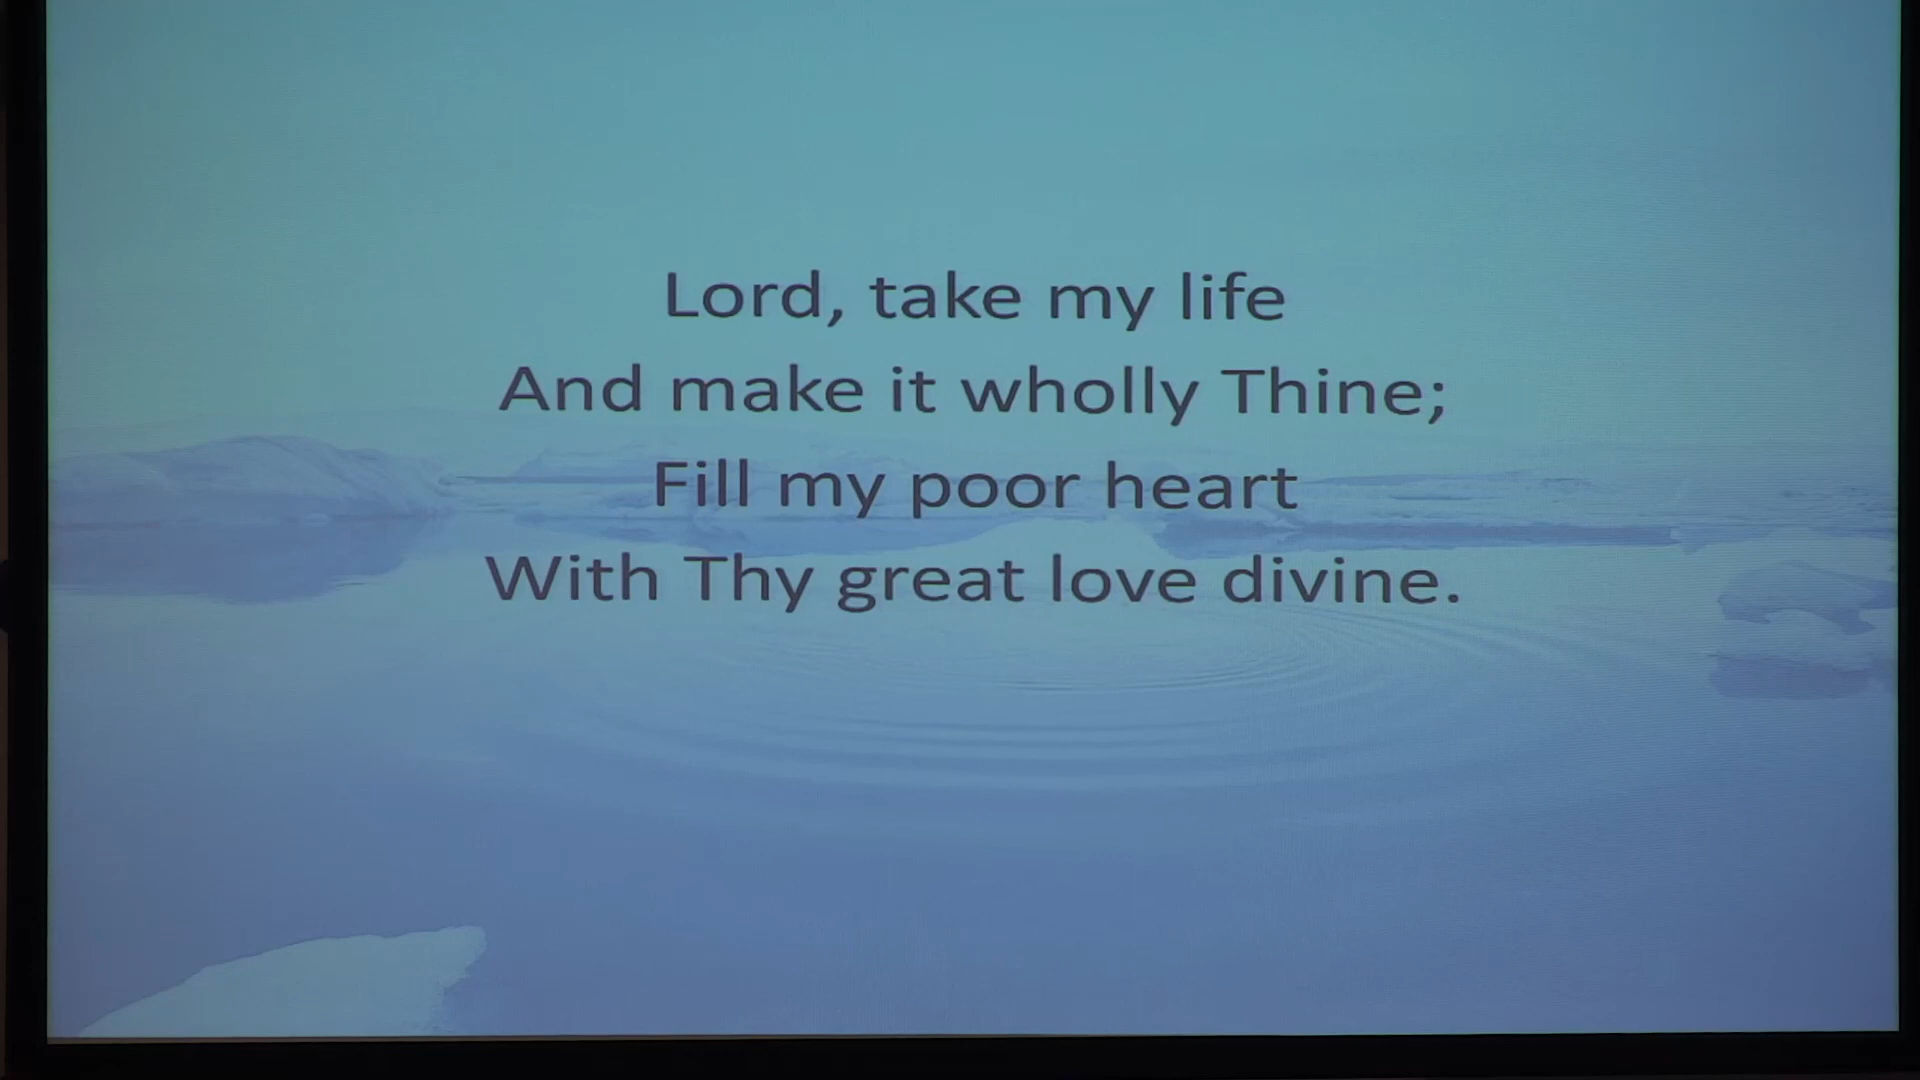 Lord, take my life
And make it wholly Thine;
Fill my poor heart
With Thy great love divine.